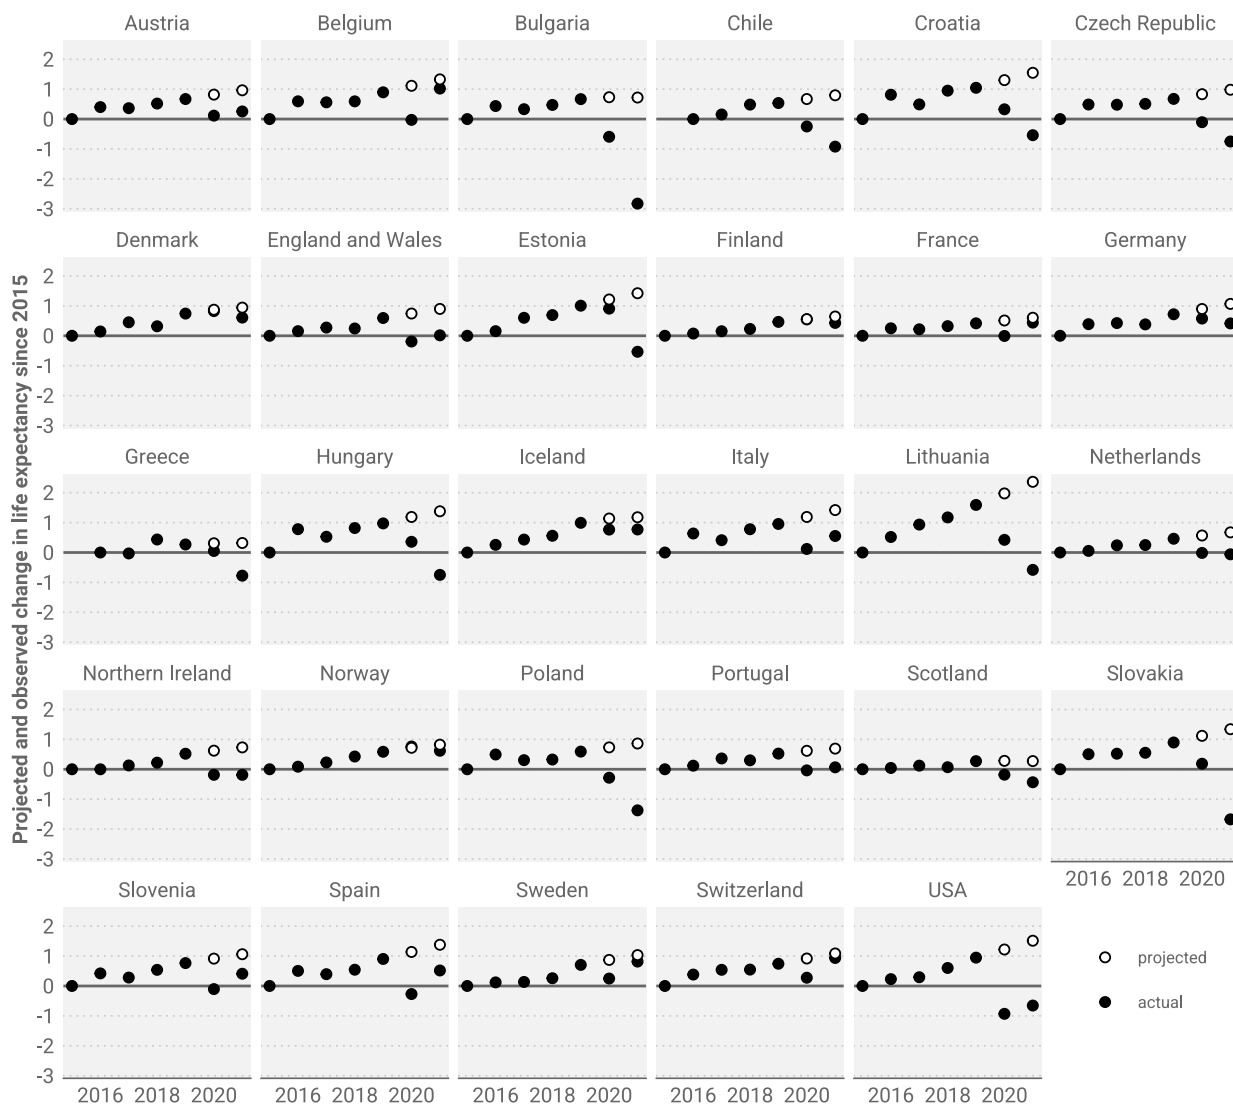 Projected and observed change in life expectancy since 2015
Austria
Belgium
Bulgaria
Chile
Croatia
Czech Republic
2
1
0
-1
-2
-3
Denmark
England and Wales
Estonia
Finland
France
Germany
2
1
0
-1
-2
-3
Greece
Hungary
Iceland
Italy
Lithuania
Netherlands
2
1
0
-1
-2
-3
Northern Ireland
Norway
Poland
Portugal
Scotland
Slovakia
2
1
0
-1
-2
-3
2016 2018 2020
Slovenia
Spain
Sweden
Switzerland
USA
2
1
0
-1
-2
-3
2016 2018 2020
2016 2018 2020
2016 2018 2020
2016 2018 2020
2016 2018 2020
projected
actual